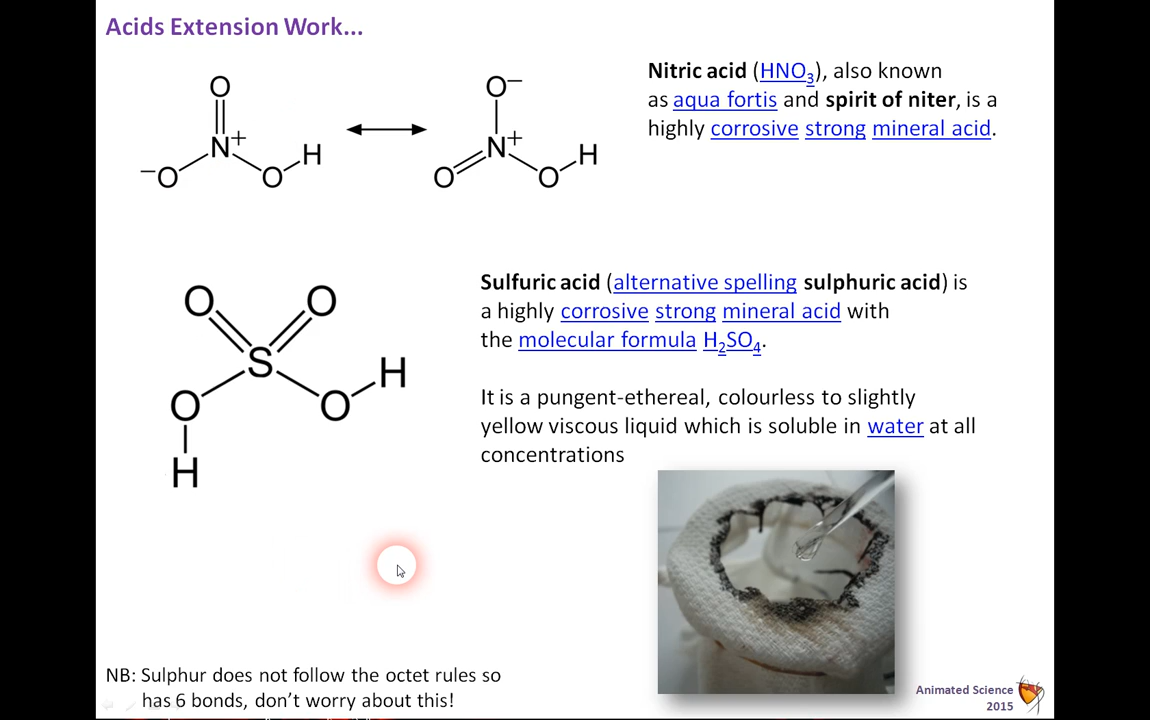 Acids Extension Work...
O
O⁻
N⁺
H
⁻O
O
N⁺
H
O
O
Nitric acid (HNO₃), also known
as aqua fortis and spirit of niter, is a
highly corrosive strong mineral acid.
O
O
S
H
O
O
H
Sulfuric acid (alternative spelling sulphuric acid) is
a highly corrosive strong mineral acid with
the molecular formula H₂SO₄.
It is a pungent-ethereal, colourless to slightly
yellow viscous liquid which is soluble in water at all
concentrations
NB: Sulphur does not follow the octet rules so
has 6 bonds, don't worry about this!
Animated Science
2015